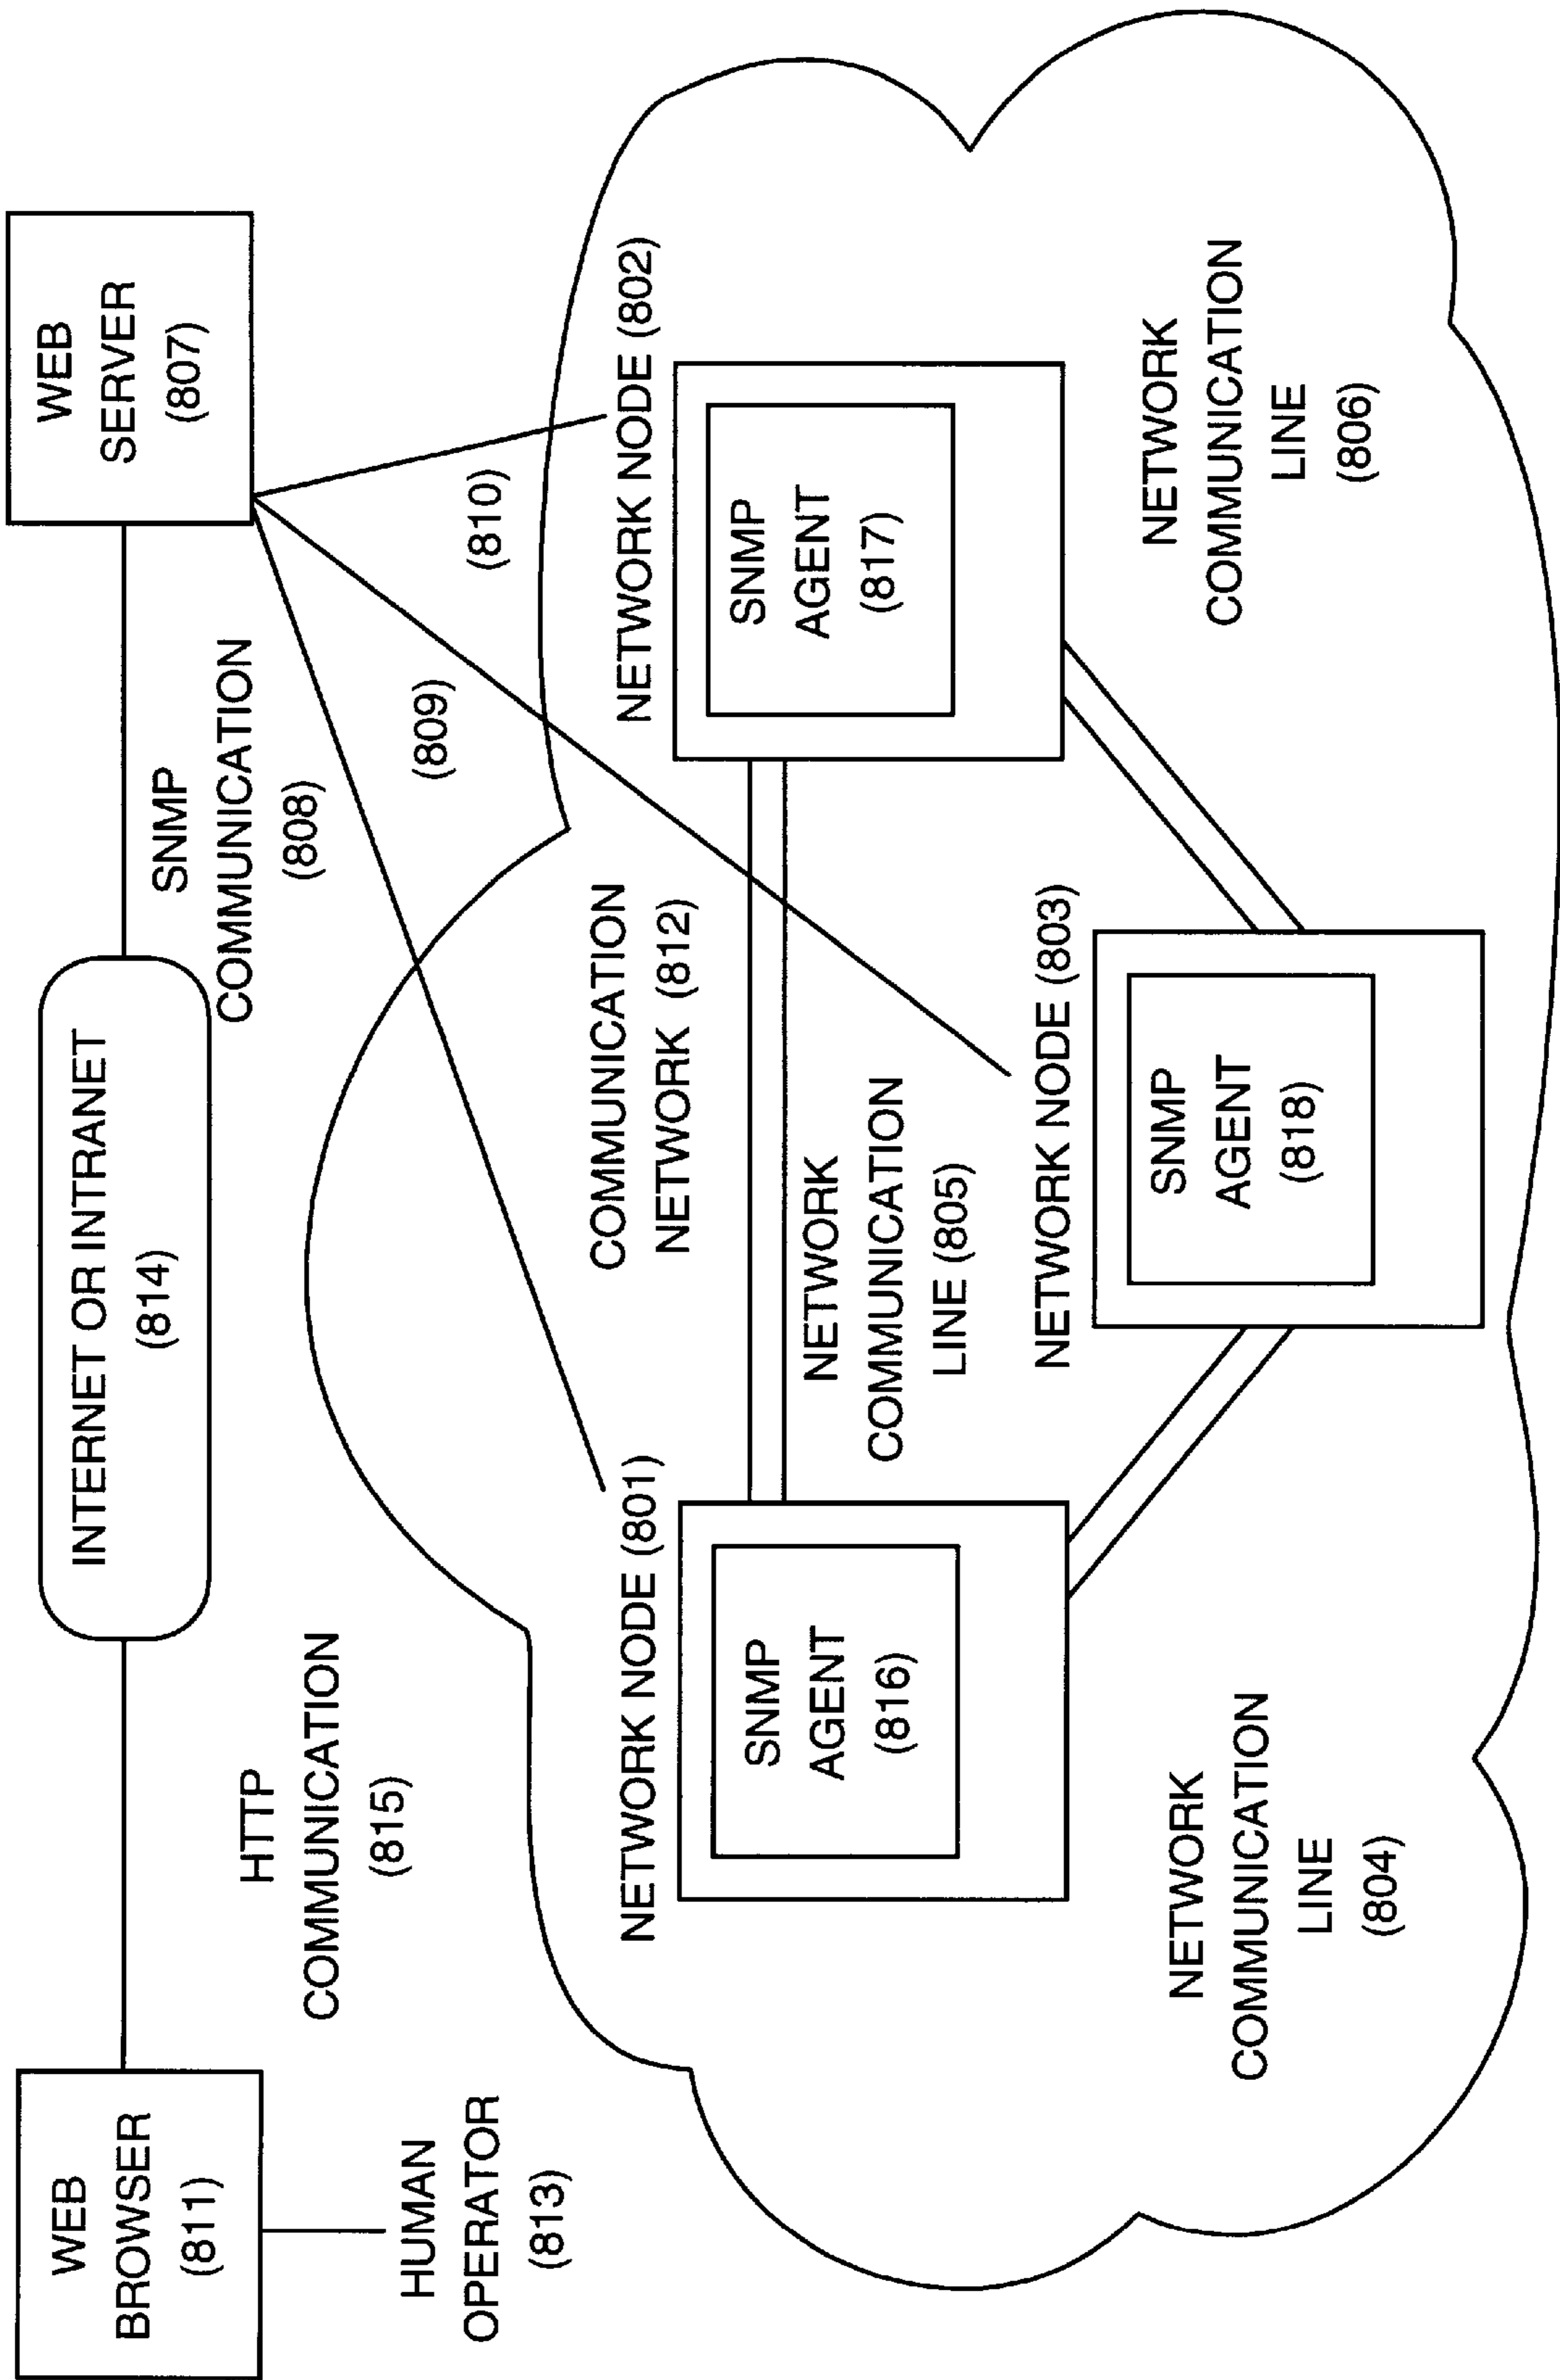 WEB
BROWSER
(811)
HUMAN
OPERATOR
(813)
HTTP
COMMUNICATION
(815)
INTERNET OR INTRANET
(814)
WEB
SERVER
(807)
SNMP
COMMUNICATION
(808)
(809)
(810)
COMMUNICATION
NETWORK (812)
NETWORK NODE (801)
SNMP
AGENT
(816)
NETWORK NODE (802)
SNMP
AGENT
(817)
NETWORK
COMMUNICATION
LINE (805)
NETWORK NODE (803)
SNMP
AGENT
(818)
NETWORK
COMMUNICATION
LINE
(804)
NETWORK
COMMUNICATION
LINE
(806)